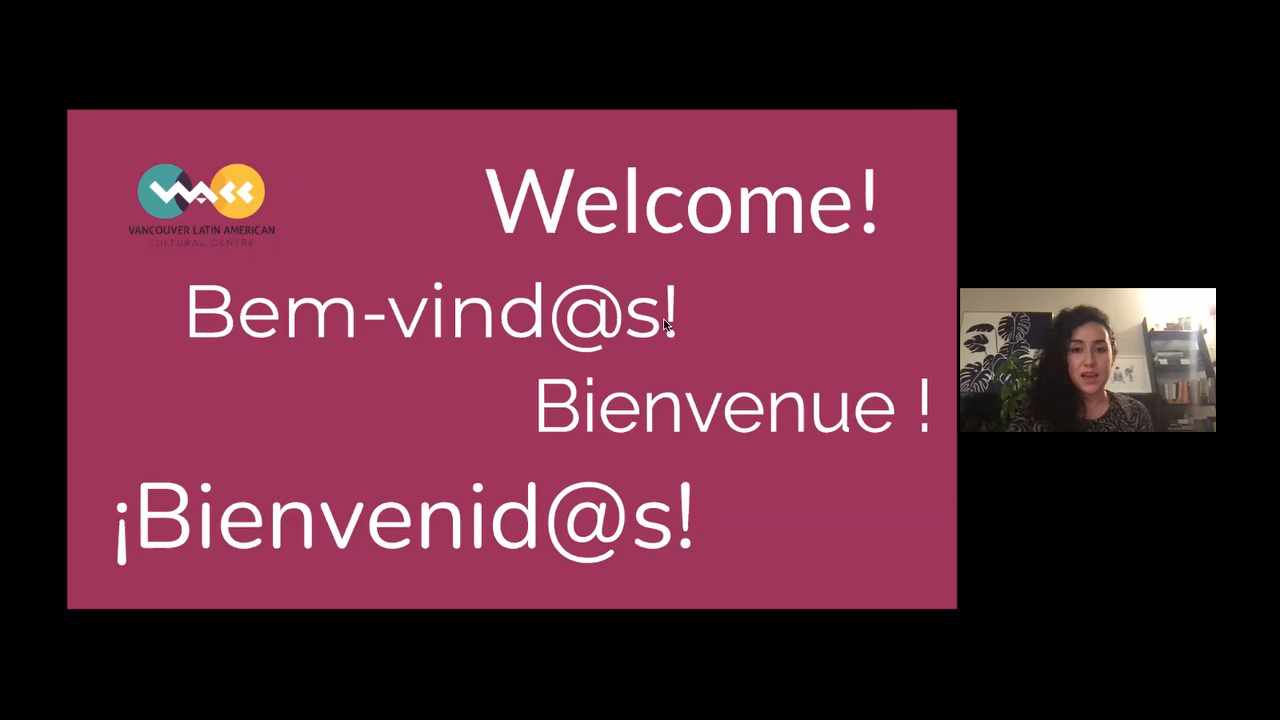 VANCOUVER LATIN AMERICAN
CULTURAL CENTRE
Welcome!
Bem-vind@s!
Bienvenue !
¡Bienvenid@s!